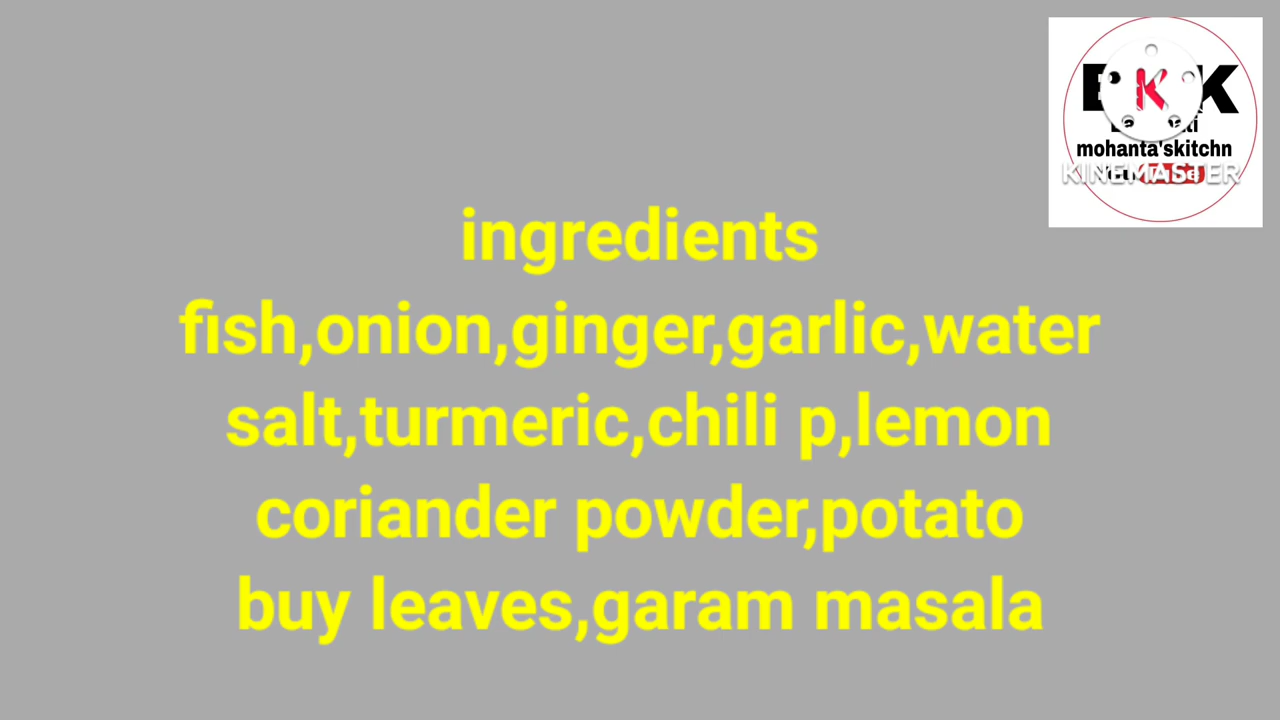 K
mohanta'skitchn
KINEMASTER
ingredients
fish,onion,ginger,garlic,water
salt,turmeric,chili p,lemon
coriander powder,potato
buy leaves,garam masala